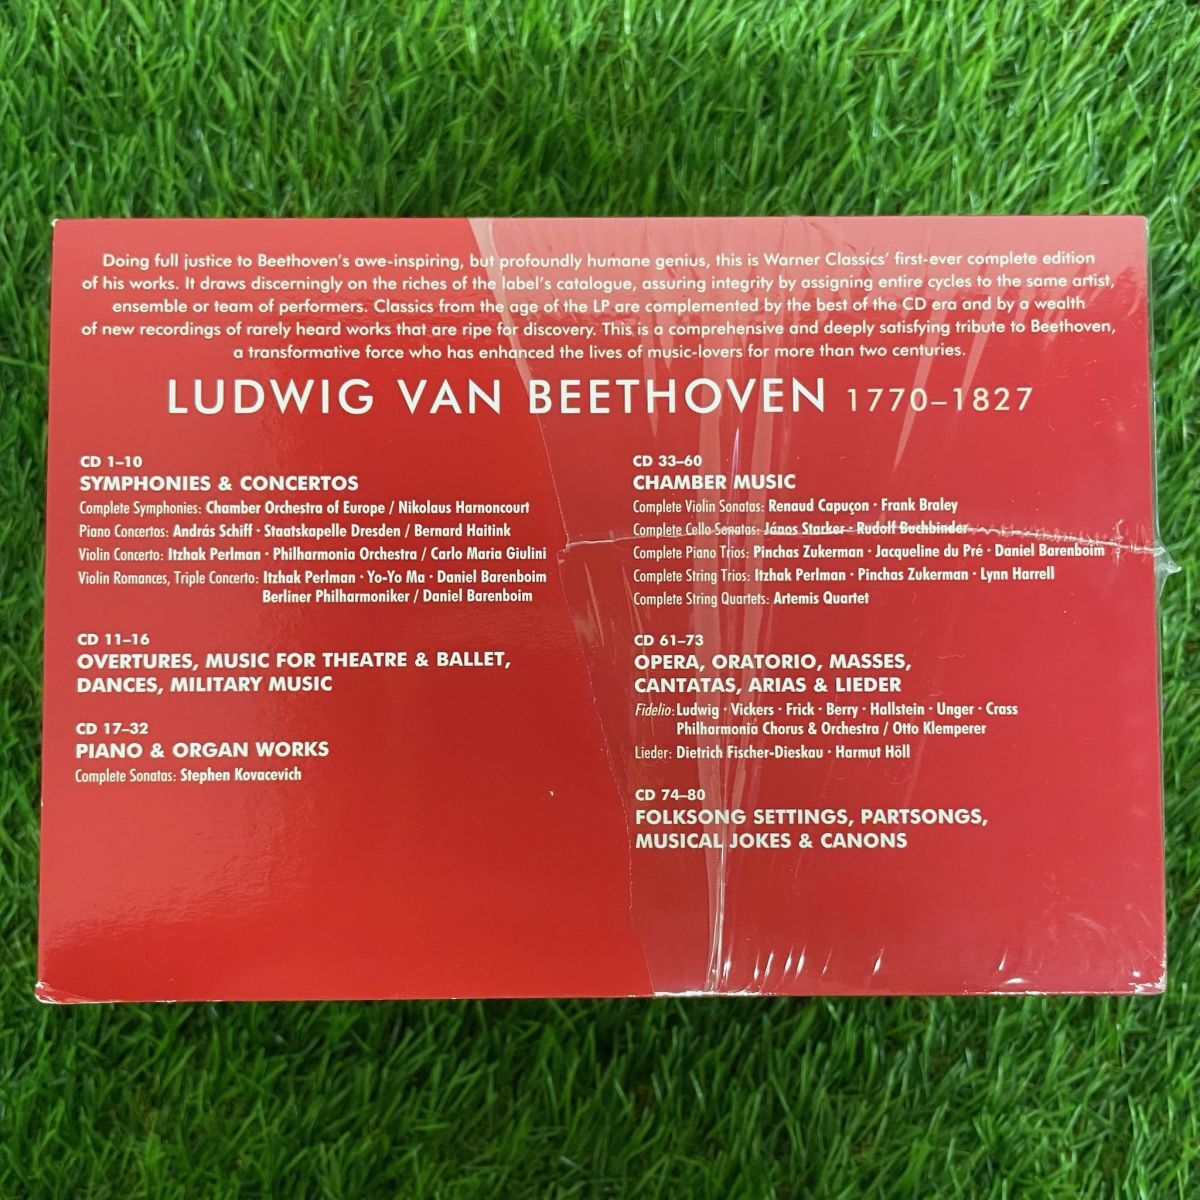 Doing full justice to Beethoven's awe-inspiring, but profoundly humane genius, this is Warner Classics' first-ever complete edition
of his works. It draws discerningly on the riches of the label's catalogue, assuring integrity by assigning entire cycles to the same artist,
ensemble or team of performers. Classics from the age of the LP are complemented by the best of the CD era and by a wealth
of new recordings of rarely heard works that are ripe for discovery. This is a comprehensive and deeply satisfying tribute to Beethoven,
a transformative force who has enhanced the lives of music-lovers for more than two centuries.
LUDWIG VAN BEETHOVEN 1770–1827
CD 1–10
SYMPHONIES & CONCERTOS
Complete Symphonies: Chamber Orchestra of Europe / Nikolaus Harnoncourt
Piano Concertos: András Schiff · Staatskapelle Dresden / Bernard Haitink
Violin Concerto: Itzhak Perlman · Philharmonia Orchestra / Carlo Maria Giulini
Violin Romances, Triple Concerto: Itzhak Perlman · Yo-Yo Ma · Daniel Barenboim
Berliner Philharmoniker / Daniel Barenboim
CD 11–16
OVERTURES, MUSIC FOR THEATRE & BALLET,
DANCES, MILITARY MUSIC
CD 17–32
PIANO & ORGAN WORKS
Complete Sonatas: Stephen Kovacevich
CD 33–60
CHAMBER MUSIC
Complete Violin Sonatas: Renaud Capuçon · Frank Braley
Complete Cello Sonatas: János Starker · Rudolf Buchbinder
Complete Piano Trios: Pinchas Zukerman · Jacqueline du Pré · Daniel Barenboim
Complete String Trios: Itzhak Perlman · Pinchas Zukerman · Lynn Harrell
Complete String Quartets: Artemis Quartet
CD 61–73
OPERA, ORATORIO, MASSES,
CANTATAS, ARIAS & LIEDER
Fidelio: Ludwig · Vickers · Frick · Berry · Hallstein · Unger · Crass
Philharmonia Chorus & Orchestra / Otto Klemperer
Lieder: Dietrich Fischer-Dieskau · Harmut Höll
CD 74–80
FOLKSONG SETTINGS, PARTSONGS,
MUSICAL JOKES & CANONS